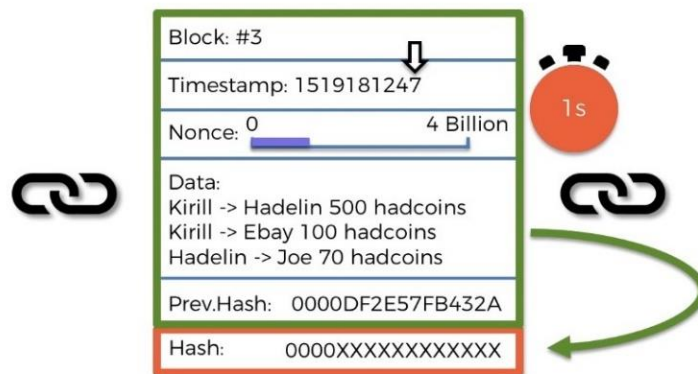 Block: #3
Timestamp: 1519181247
1s
Nonce: 0 4 Billion
Data:
Kirill -> Hadelin 500 hadcoins
Kirill -> Ebay 100 hadcoins
Hadelin -> Joe 70 hadcoins
Prev.Hash: 0000DF2E57FB432A
Hash: 0000XXXXXXXXXXXX